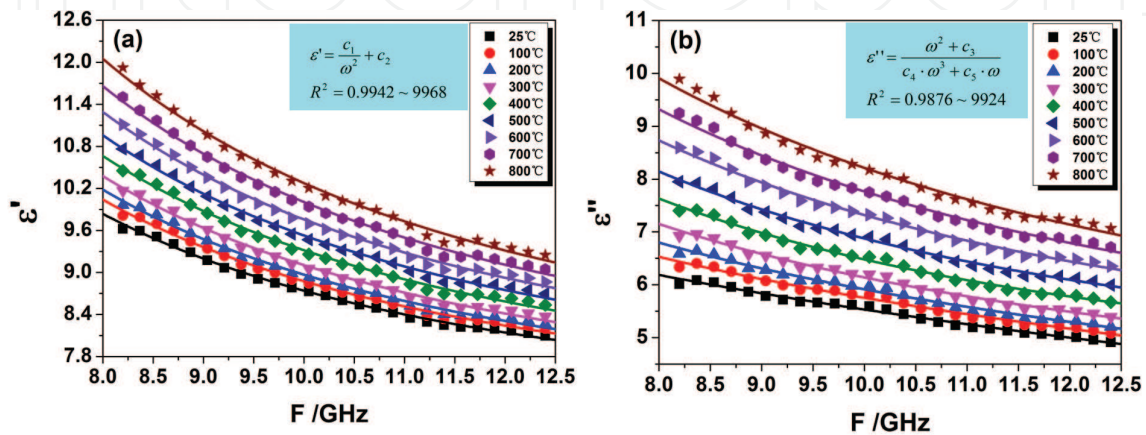 (a)
ε' = c₁/ω² + c₂
R² = 0.9942 ~ 9968
25℃
100℃
200℃
300℃
400℃
500℃
600℃
700℃
800℃
12.6
12.0
11.4
10.8
10.2
9.6
9.0
8.4
7.8
ε'
8.0 8.5 9.0 9.5 10.0 10.5 11.0 11.5 12.0 12.5
F /GHz
(b)
ε'' = (ω² + c₃)/(c₄·ω³ + c₅·ω)
R² = 0.9876 ~ 9924
25℃
100℃
200℃
300℃
400℃
500℃
600℃
700℃
800℃
11
10
9
8
7
6
5
ε''
8.0 8.5 9.0 9.5 10.0 10.5 11.0 11.5 12.0 12.5
F /GHz